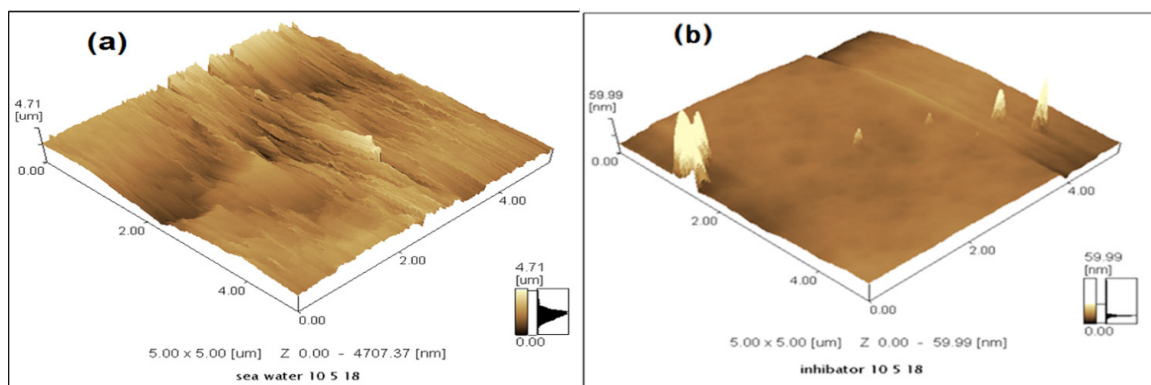 (a)
4.71
[um]
0.00
2.00
4.00
0.00
2.00
4.00
4.71
[um]
0.00
5.00 x 5.00 [um] Z 0.00 - 4707.37 [nm]
sea water 10 5 18
(b)
59.99
[nm]
0.00
2.00
4.00
0.00
2.00
4.00
59.99
[nm]
0.00
5.00 x 5.00 [um] Z 0.00 - 59.99 [nm]
inhibator 10 5 18